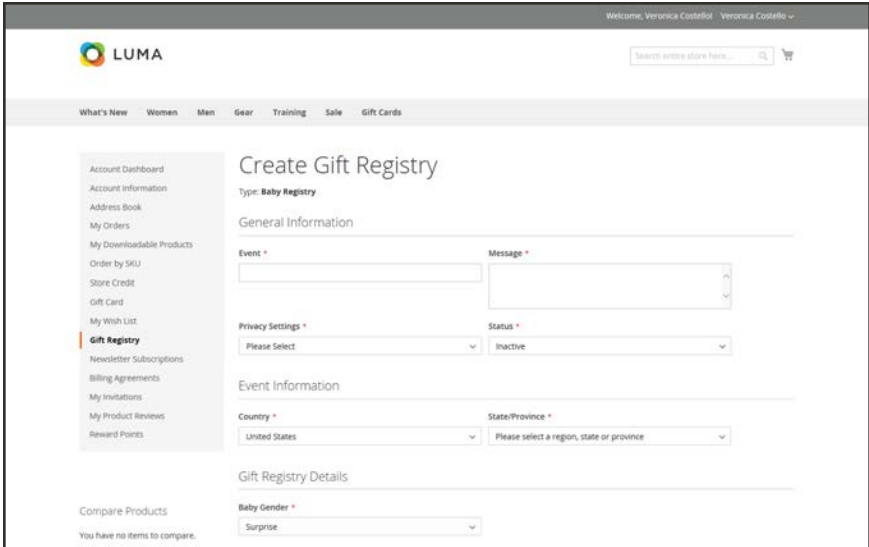 Welcome, Veronica Costello! Veronica Costello
LUMA
Search entire store here...
What's New Women Men Gear Training Sale Gift Cards
Account Dashboard
Account Information
Address Book
My Orders
My Downloadable Products
Order by SKU
Store Credit
Gift Card
My Wish List
Gift Registry
Newsletter Subscriptions
Billing Agreements
My Invitations
My Product Reviews
Reward Points
Compare Products
You have no items to compare.
Create Gift Registry
Type: Baby Registry
General Information
Event * Message *
Privacy Settings * Status *
Please Select Inactive
Event Information
Country * State/Province *
United States Please select a region, state or province
Gift Registry Details
Baby Gender *
Surprise